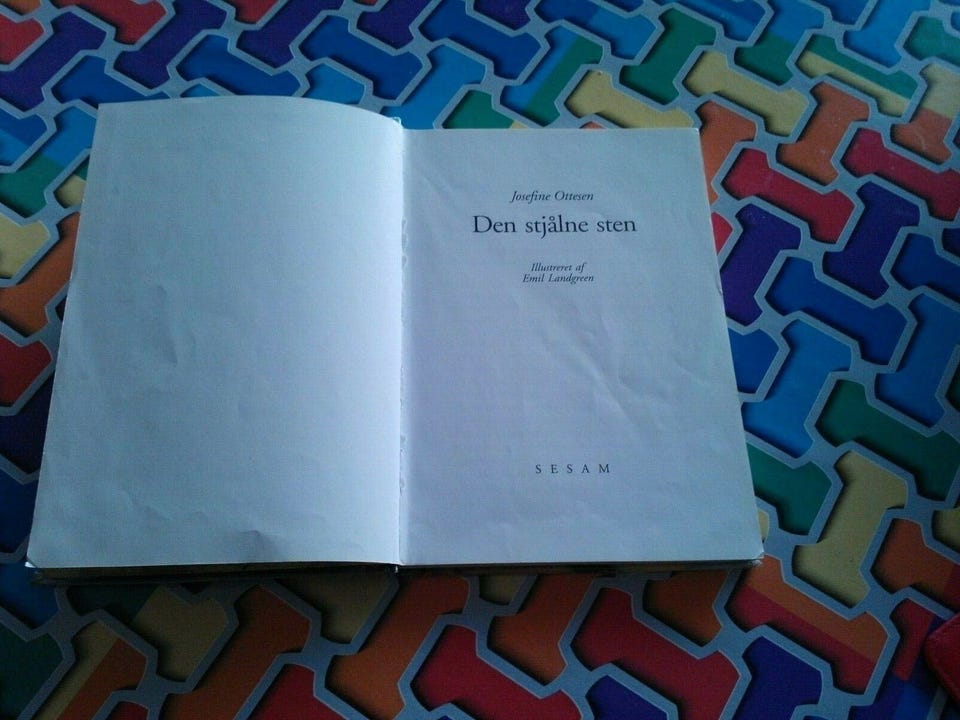 Josefine Ottesen
Den stjålne sten
Illustreret af
Emil Landgreen
SESAM